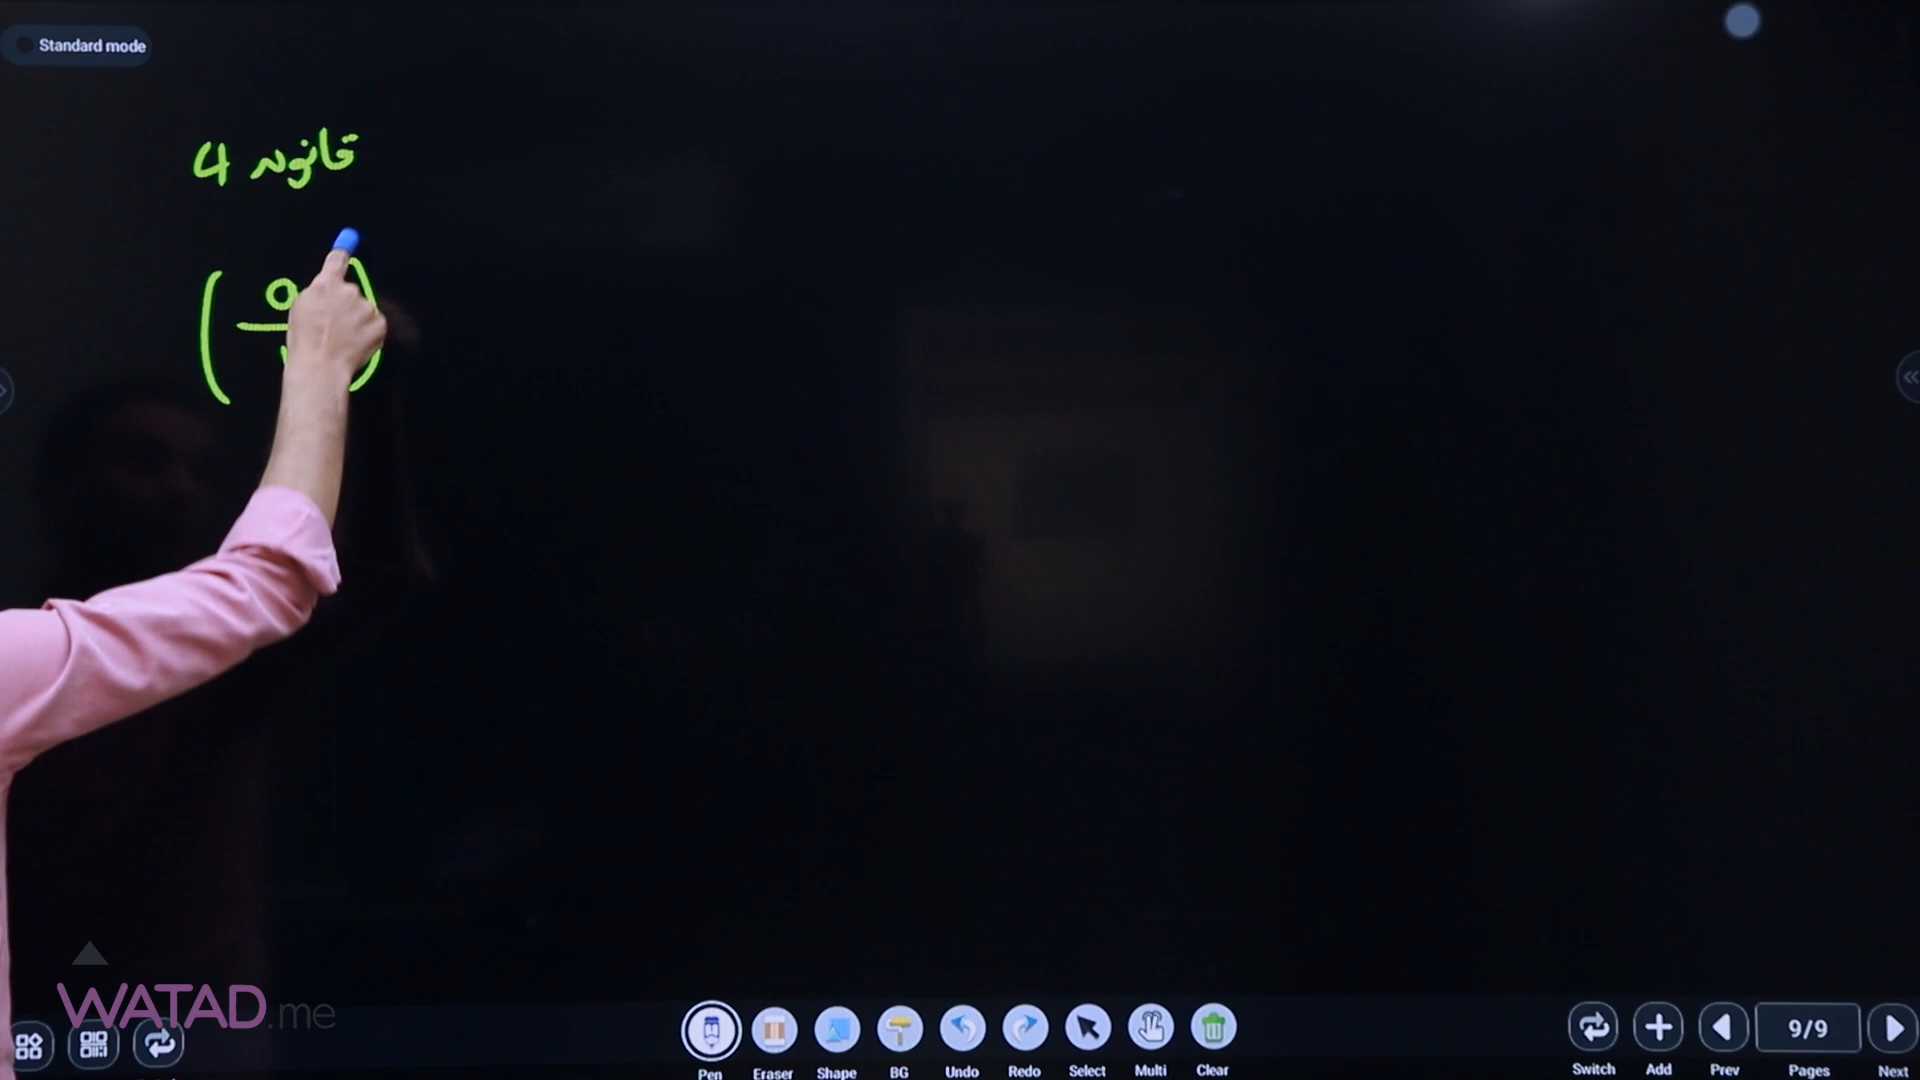 Standard mode
قانون 4
(a
WATAD.me
Pen Eraser Shape BG Undo Redo Select Multi Clear
Switch Add Prev 9/9 Pages Next